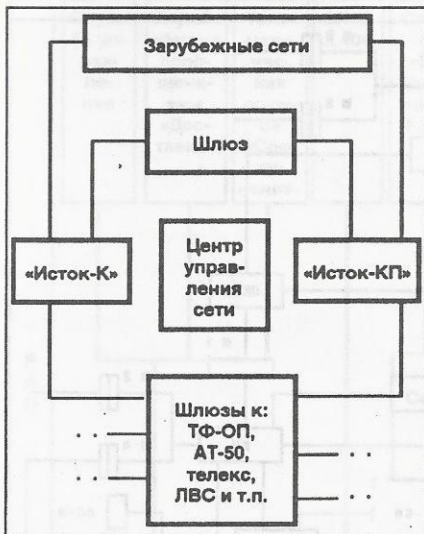 Зарубежные сети
Шлюз
«Исток-К»
Центр
управ-
ления
сети
«Исток-КП»
Шлюзы к:
ТФ-ОП,
АТ-50,
телекс,
ЛВС и т.п.